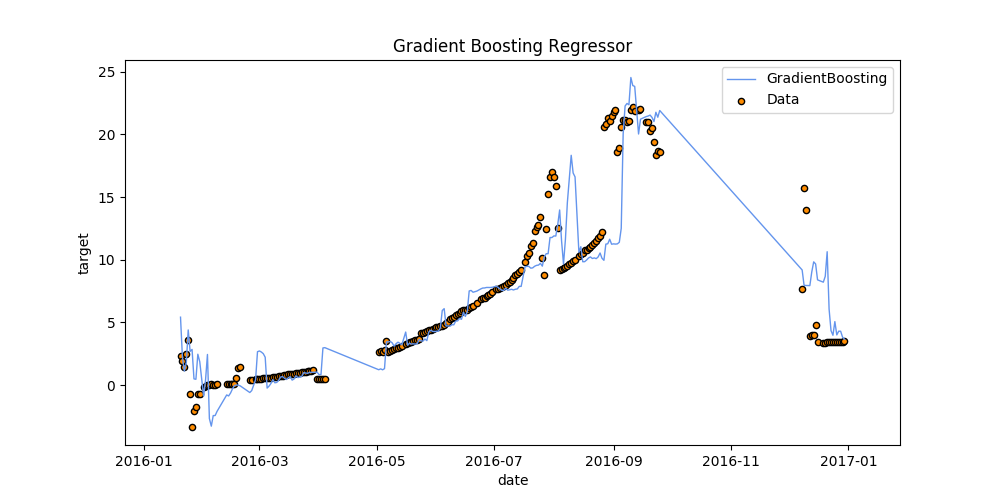 Gradient Boosting Regressor
GradientBoosting
Data
25
20
15
10
5
0
target
2016-01
2016-03
2016-05
2016-07
2016-09
2016-11
2017-01
date